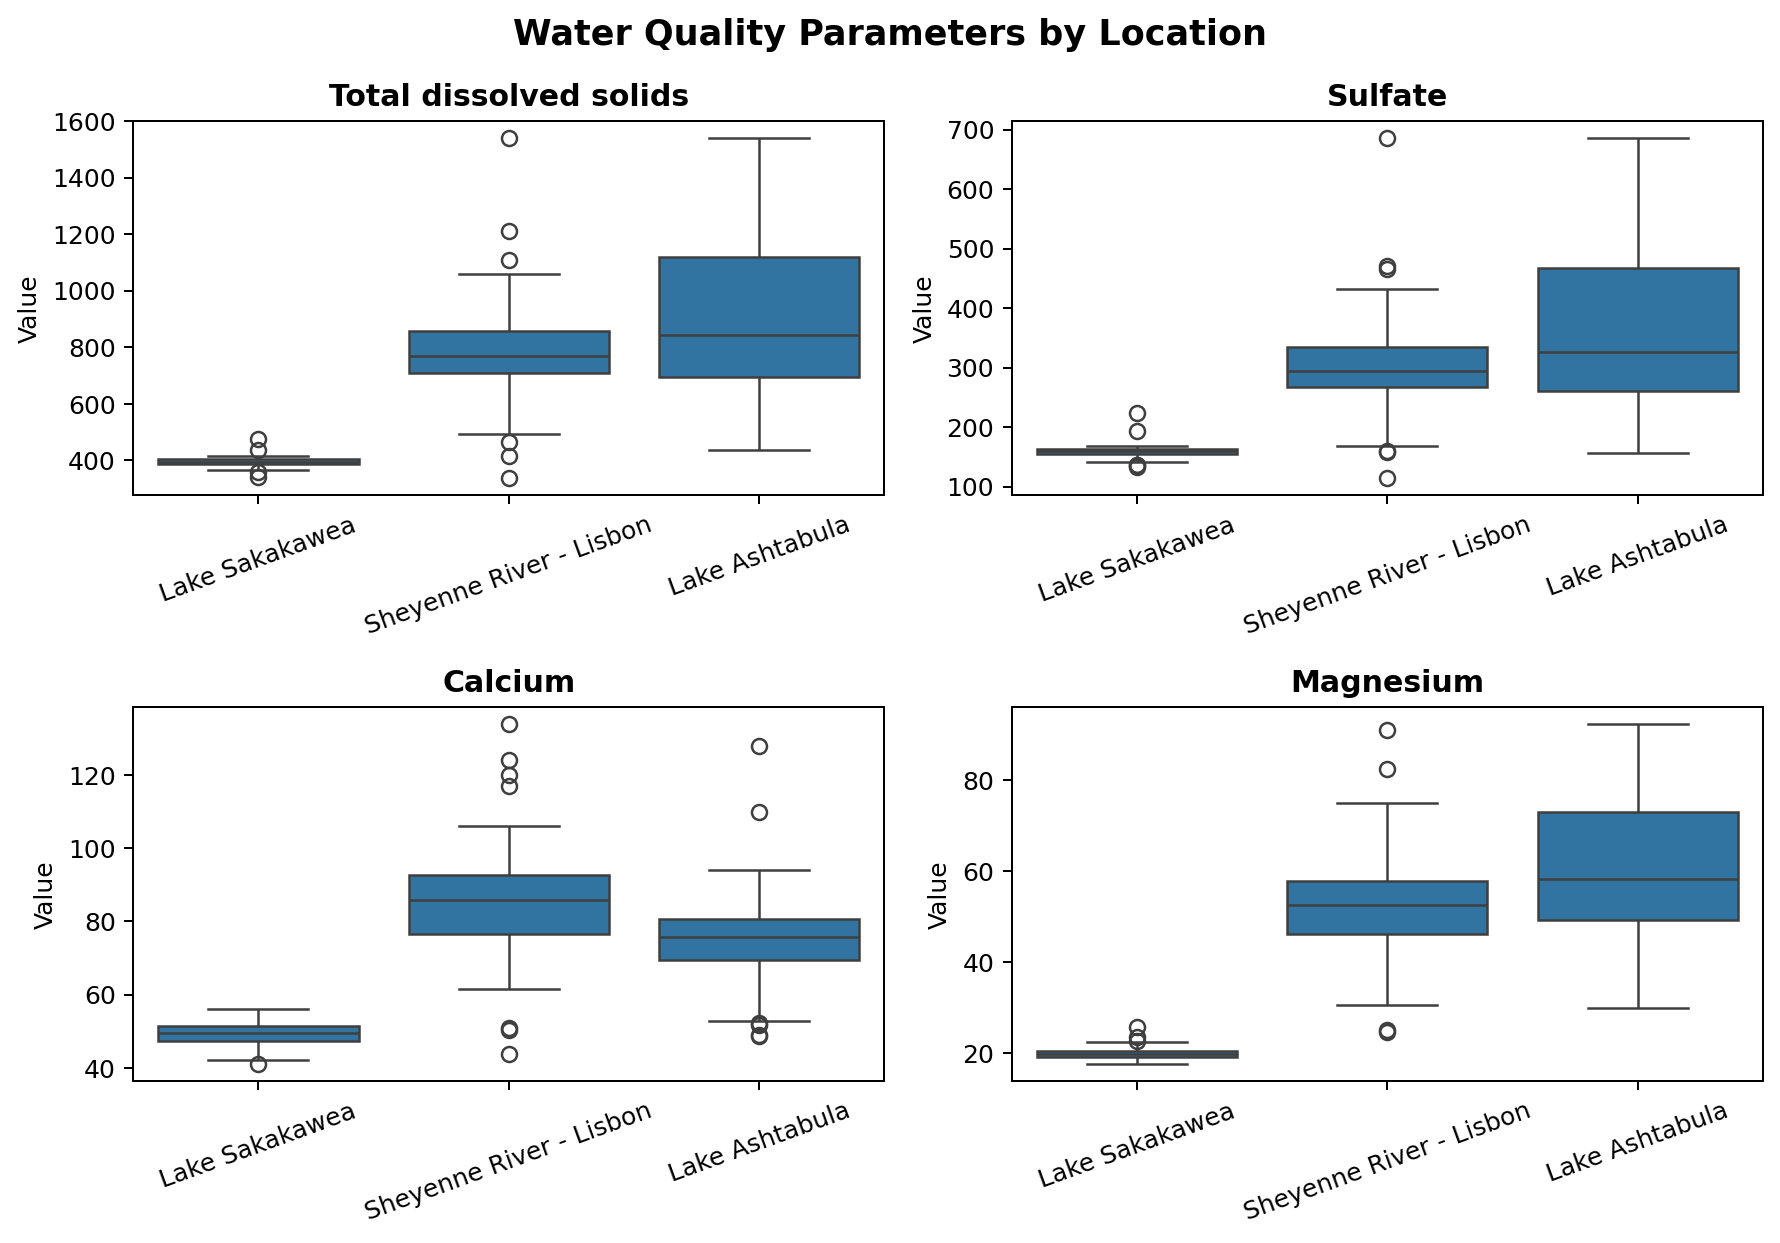 Water Quality Parameters by Location
Total dissolved solids
Value
1600
1400
1200
1000
800
600
400
Lake Sakakawea
Sheyenne River - Lisbon
Lake Ashtabula
Sulfate
Value
700
600
500
400
300
200
100
Lake Sakakawea
Sheyenne River - Lisbon
Lake Ashtabula
Calcium
Value
120
100
80
60
40
Lake Sakakawea
Sheyenne River - Lisbon
Lake Ashtabula
Magnesium
Value
80
60
40
20
Lake Sakakawea
Sheyenne River - Lisbon
Lake Ashtabula